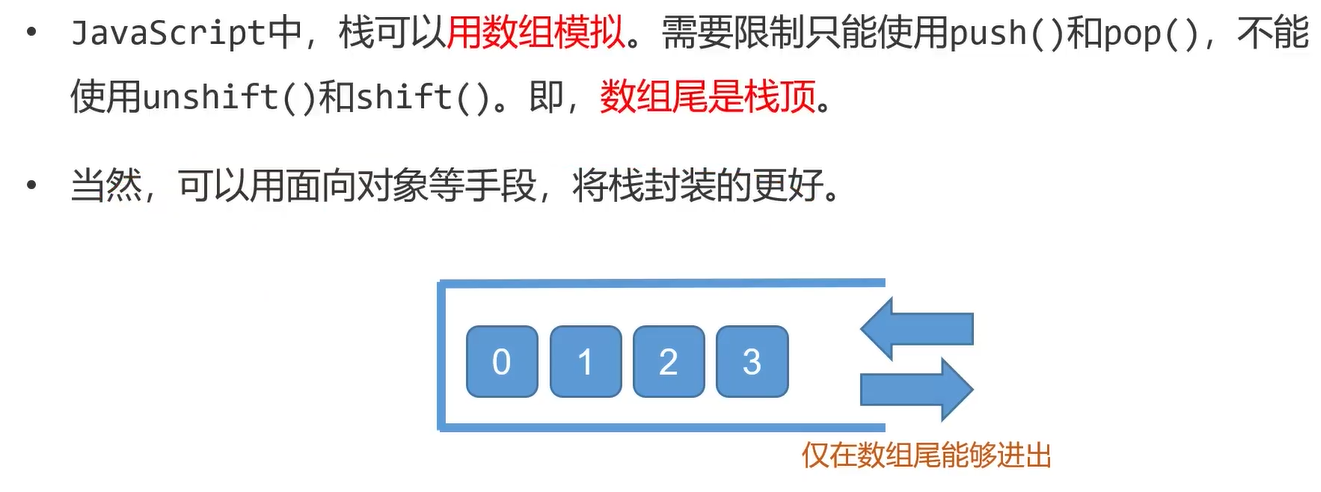 • JavaScript中，栈可以用数组模拟。需要限制只能使用push()和pop()，不能
使用unshift()和shift()。即，数组尾是栈顶。
• 当然，可以用面向对象等手段，将栈封装的更好。
0 1 2 3
仅在数组尾能够进出